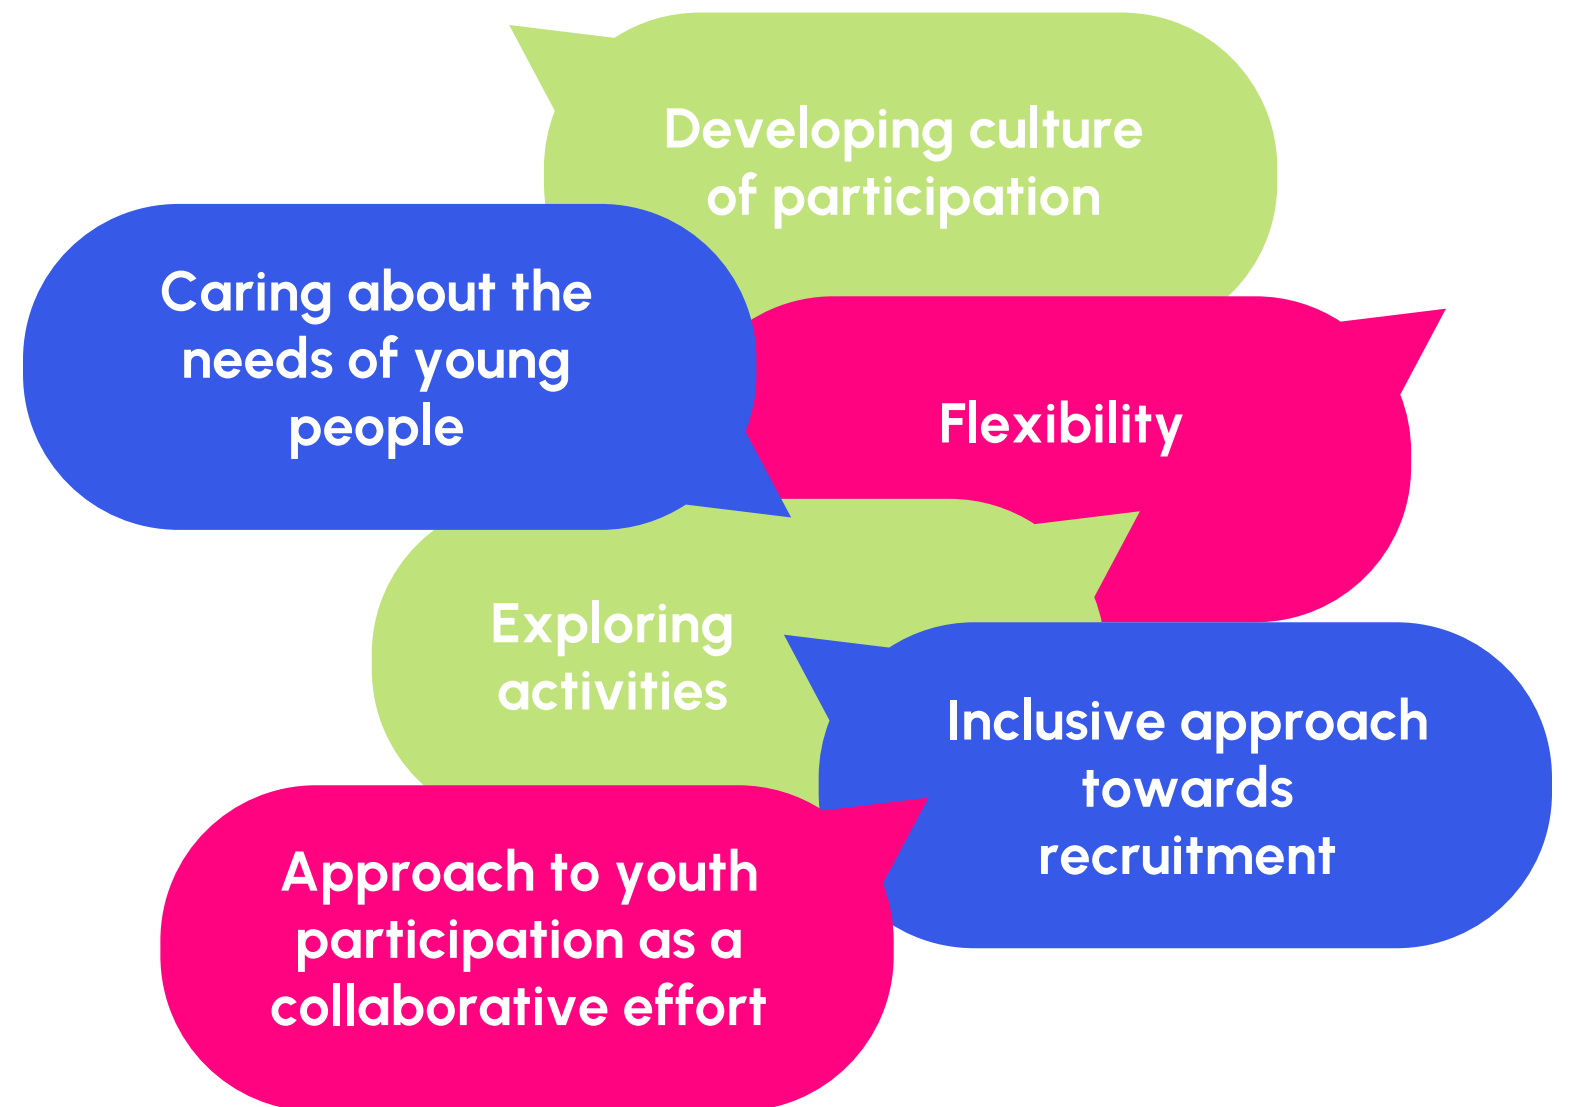 Developing culture
of participation
Caring about the
needs of young
people
Flexibility
Exploring
activities
Inclusive approach
towards
recruitment
Approach to youth
participation as a
collaborative effort